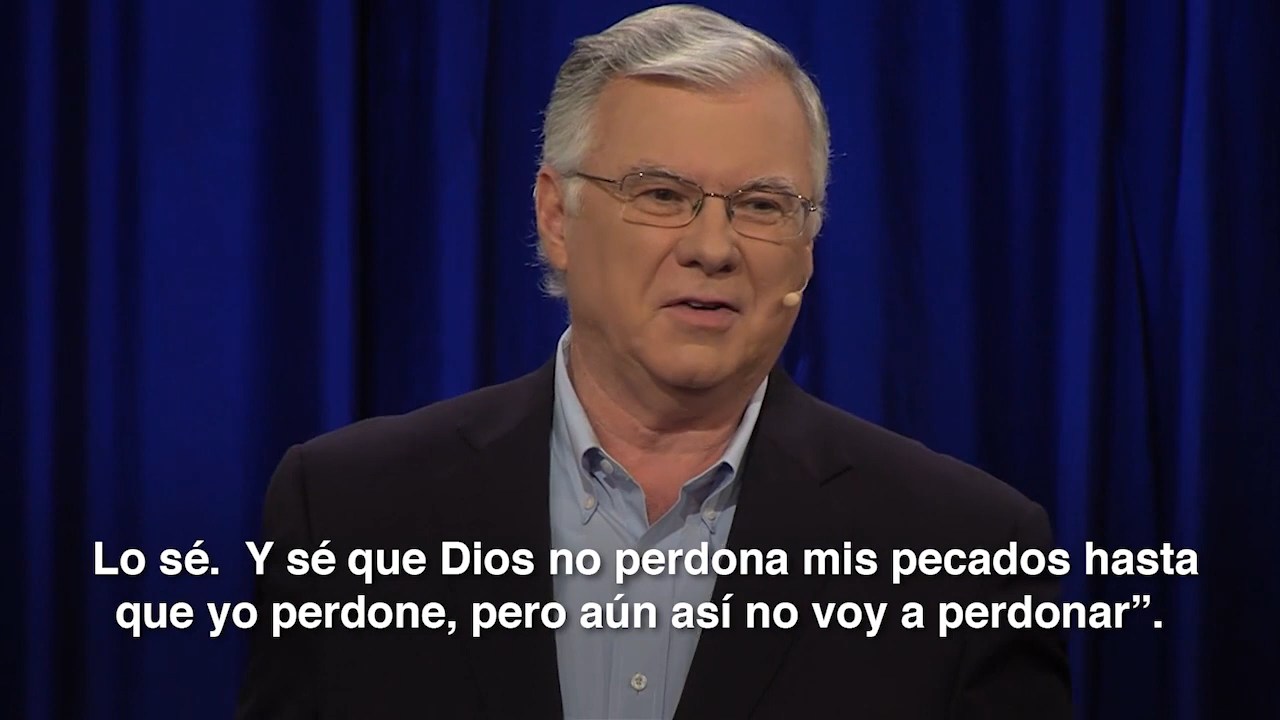 Lo sé.  Y sé que Dios no perdona mis pecados hasta
que yo perdone, pero aún así no voy a perdonar”.